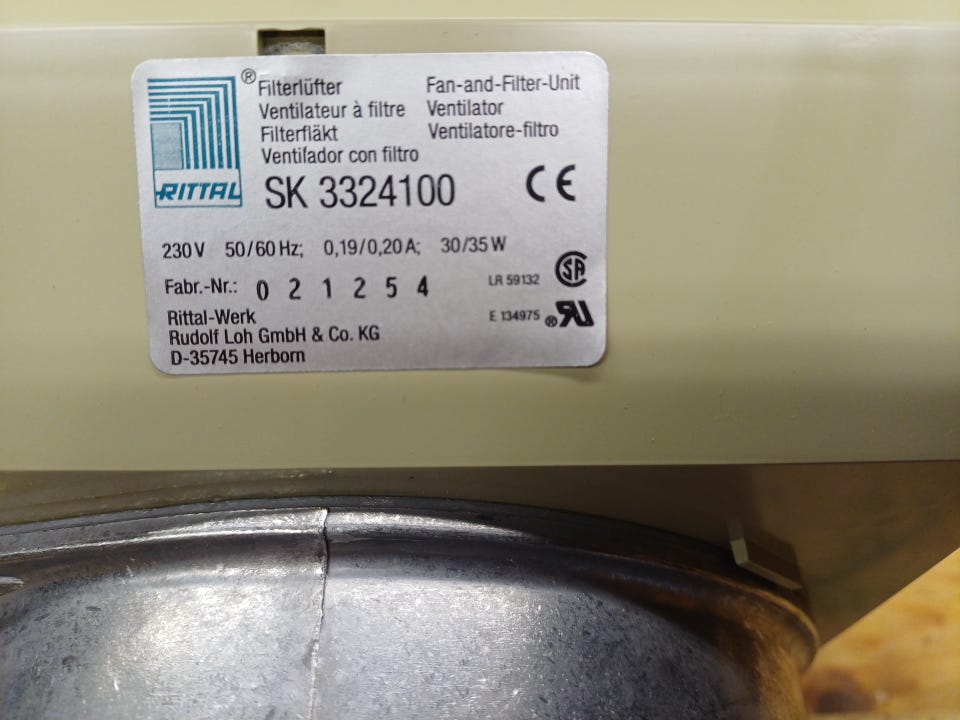 ®
Filterlüfter Fan-and-Filter-Unit
Ventilateur à filtre Ventilator
Filterfläkt Ventilatore-filtro
Ventilador con filtro
RITTAL
SK 3324100 CE
230 V 50/60 Hz; 0,19/0,20 A; 30/35 W
Fabr.-Nr.: 0 2 1 2 5 4 LR 59132 SA
Rittal-Werk E 134975 ® RU
Rudolf Loh GmbH & Co. KG
D-35745 Herborn